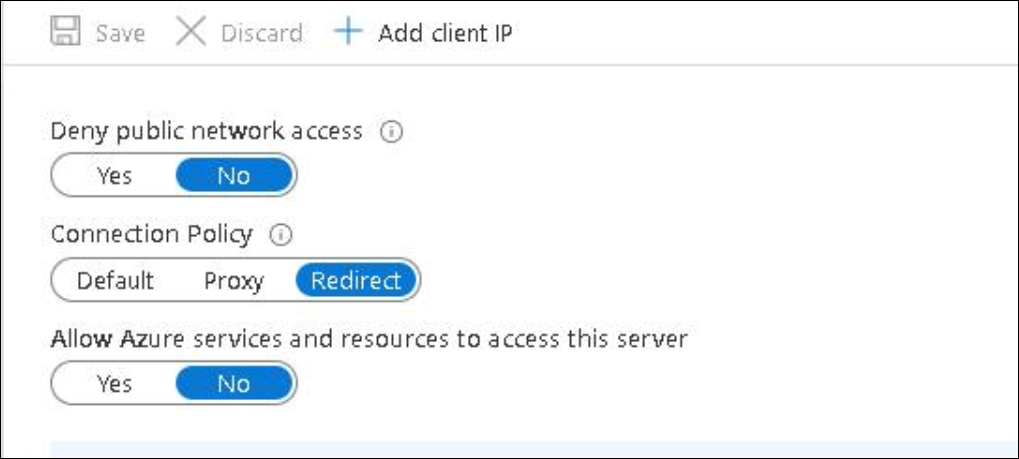 Save Discard + Add client IP
Deny public network access
Yes No
Connection Policy
Default Proxy Redirect
Allow Azure services and resources to access this server
Yes No